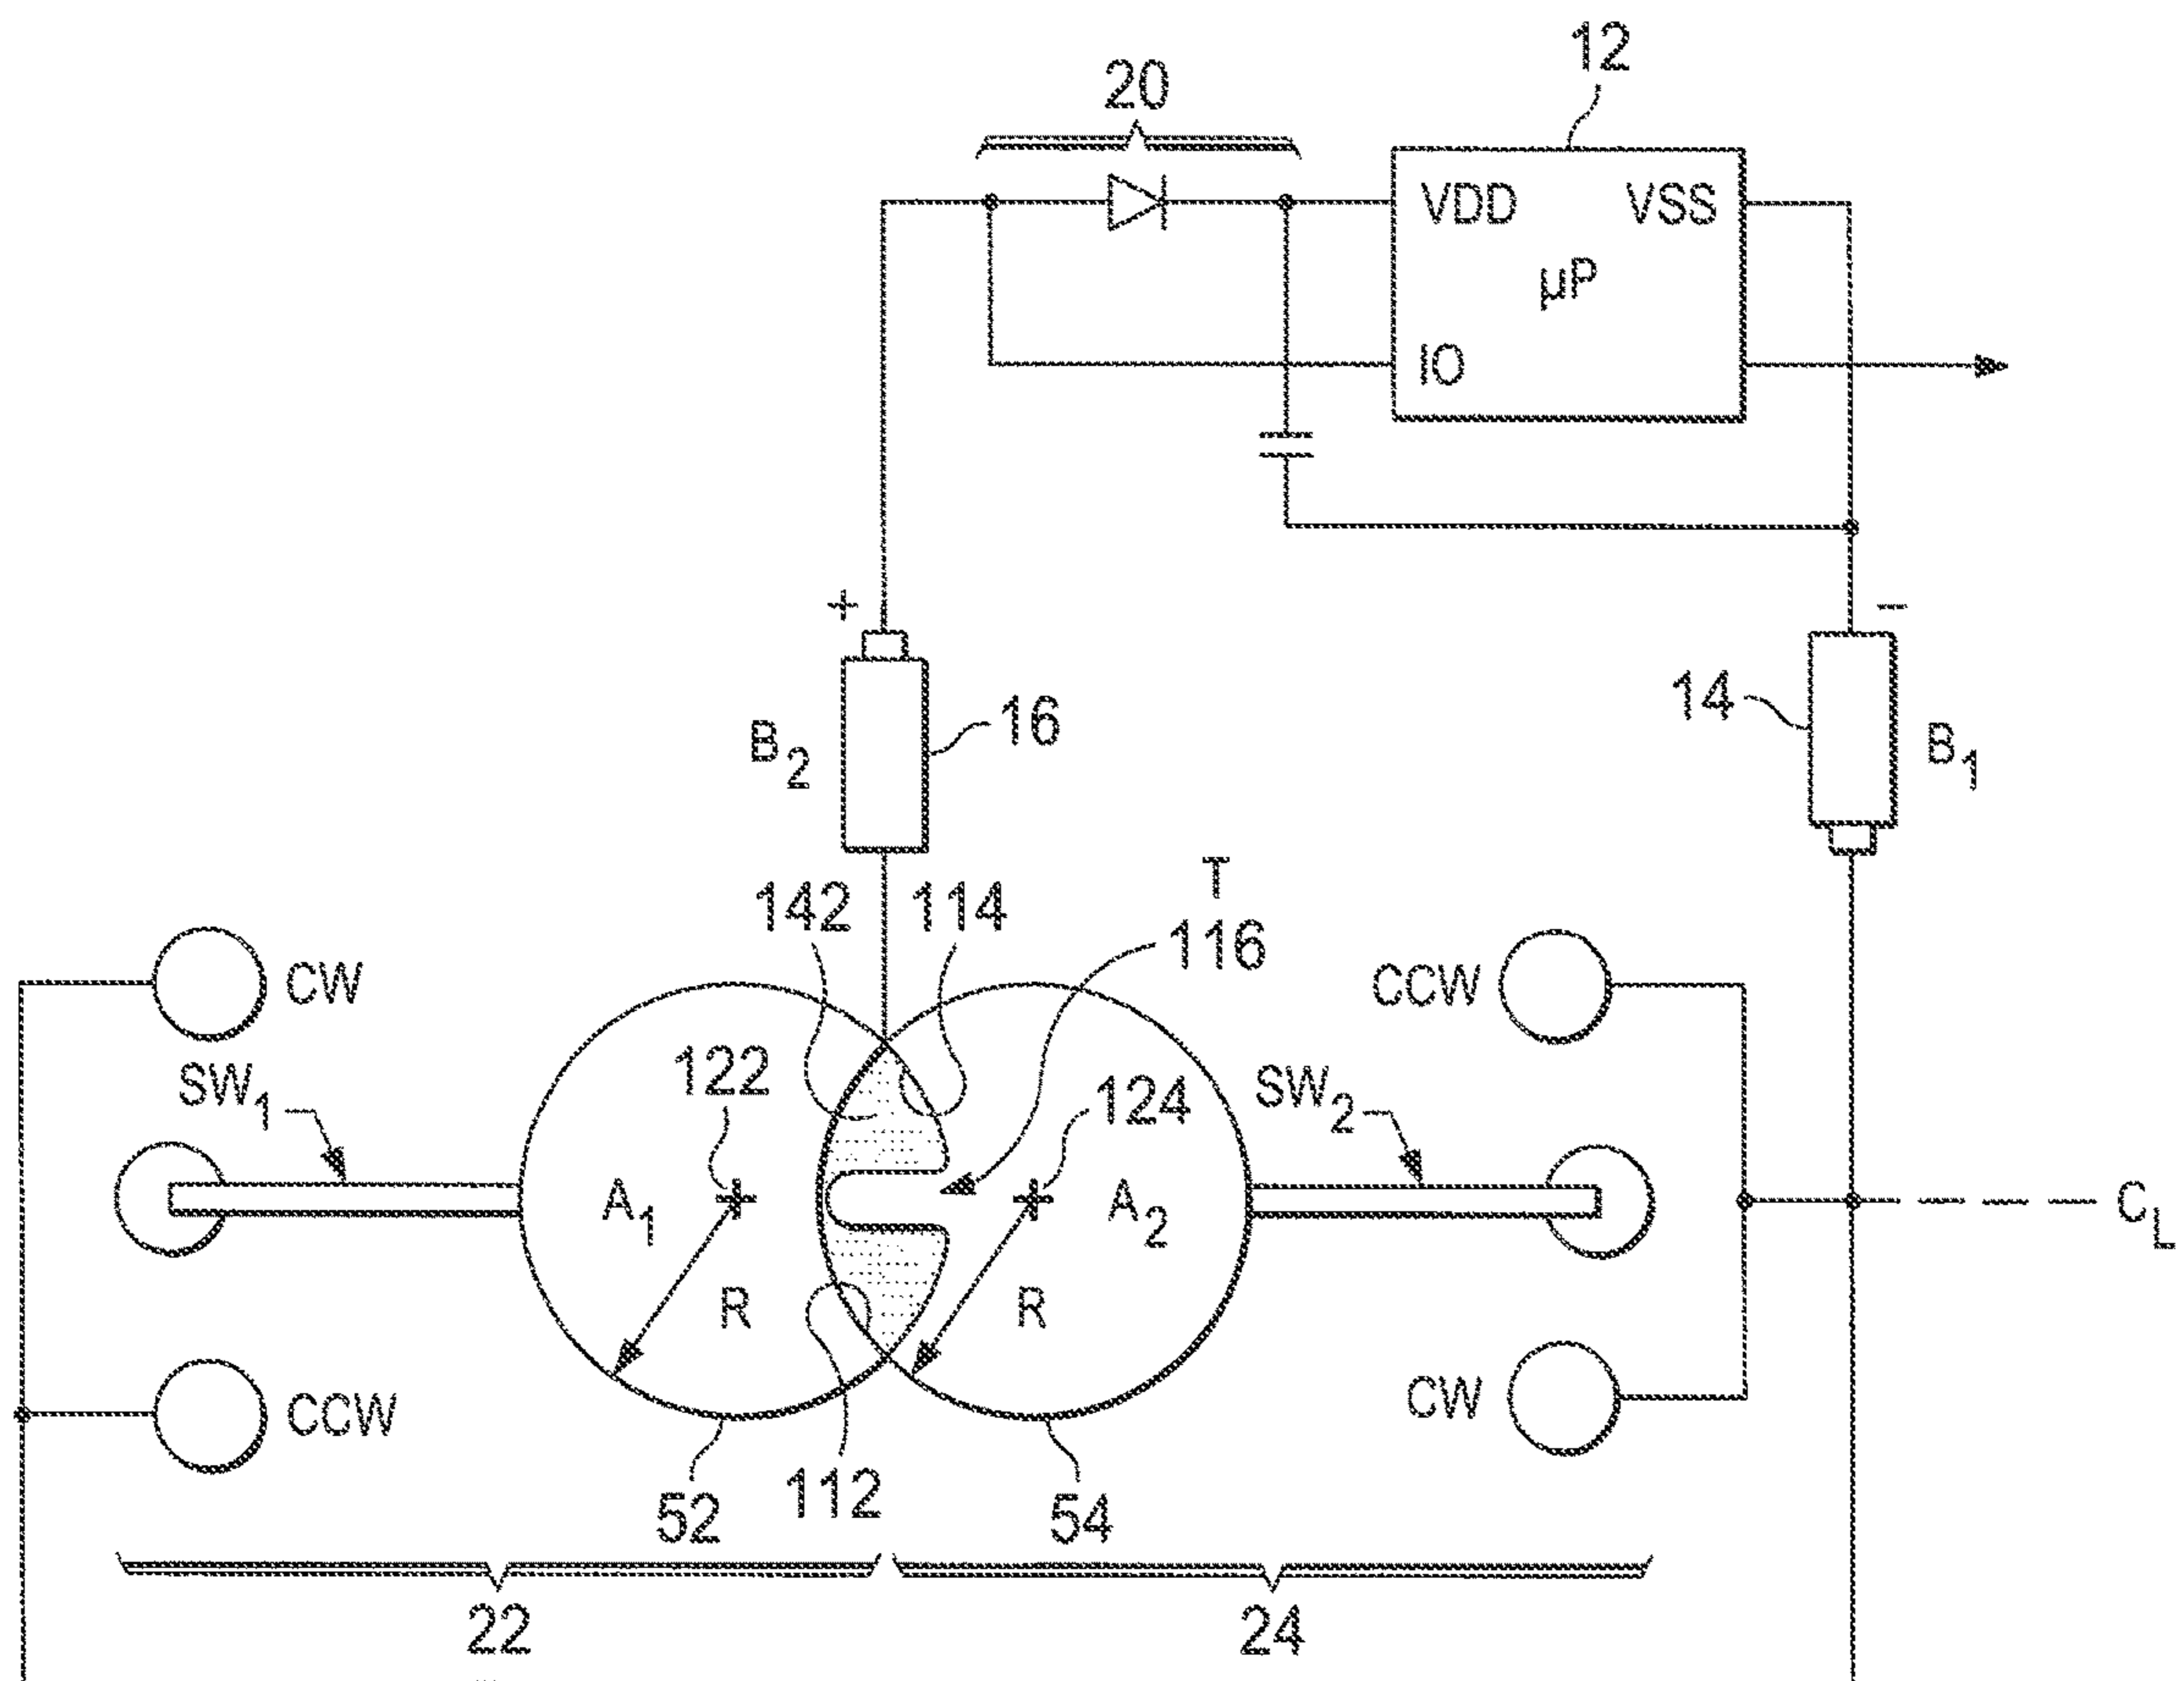 12
20
VDD VSS
µP
IO
+
−
16
14
B2
B1
T
142 114
116
CW
CCW
SW1
122
124
SW2
A1
A2
CL
R
R
CCW
CW
112
52
54
22
24